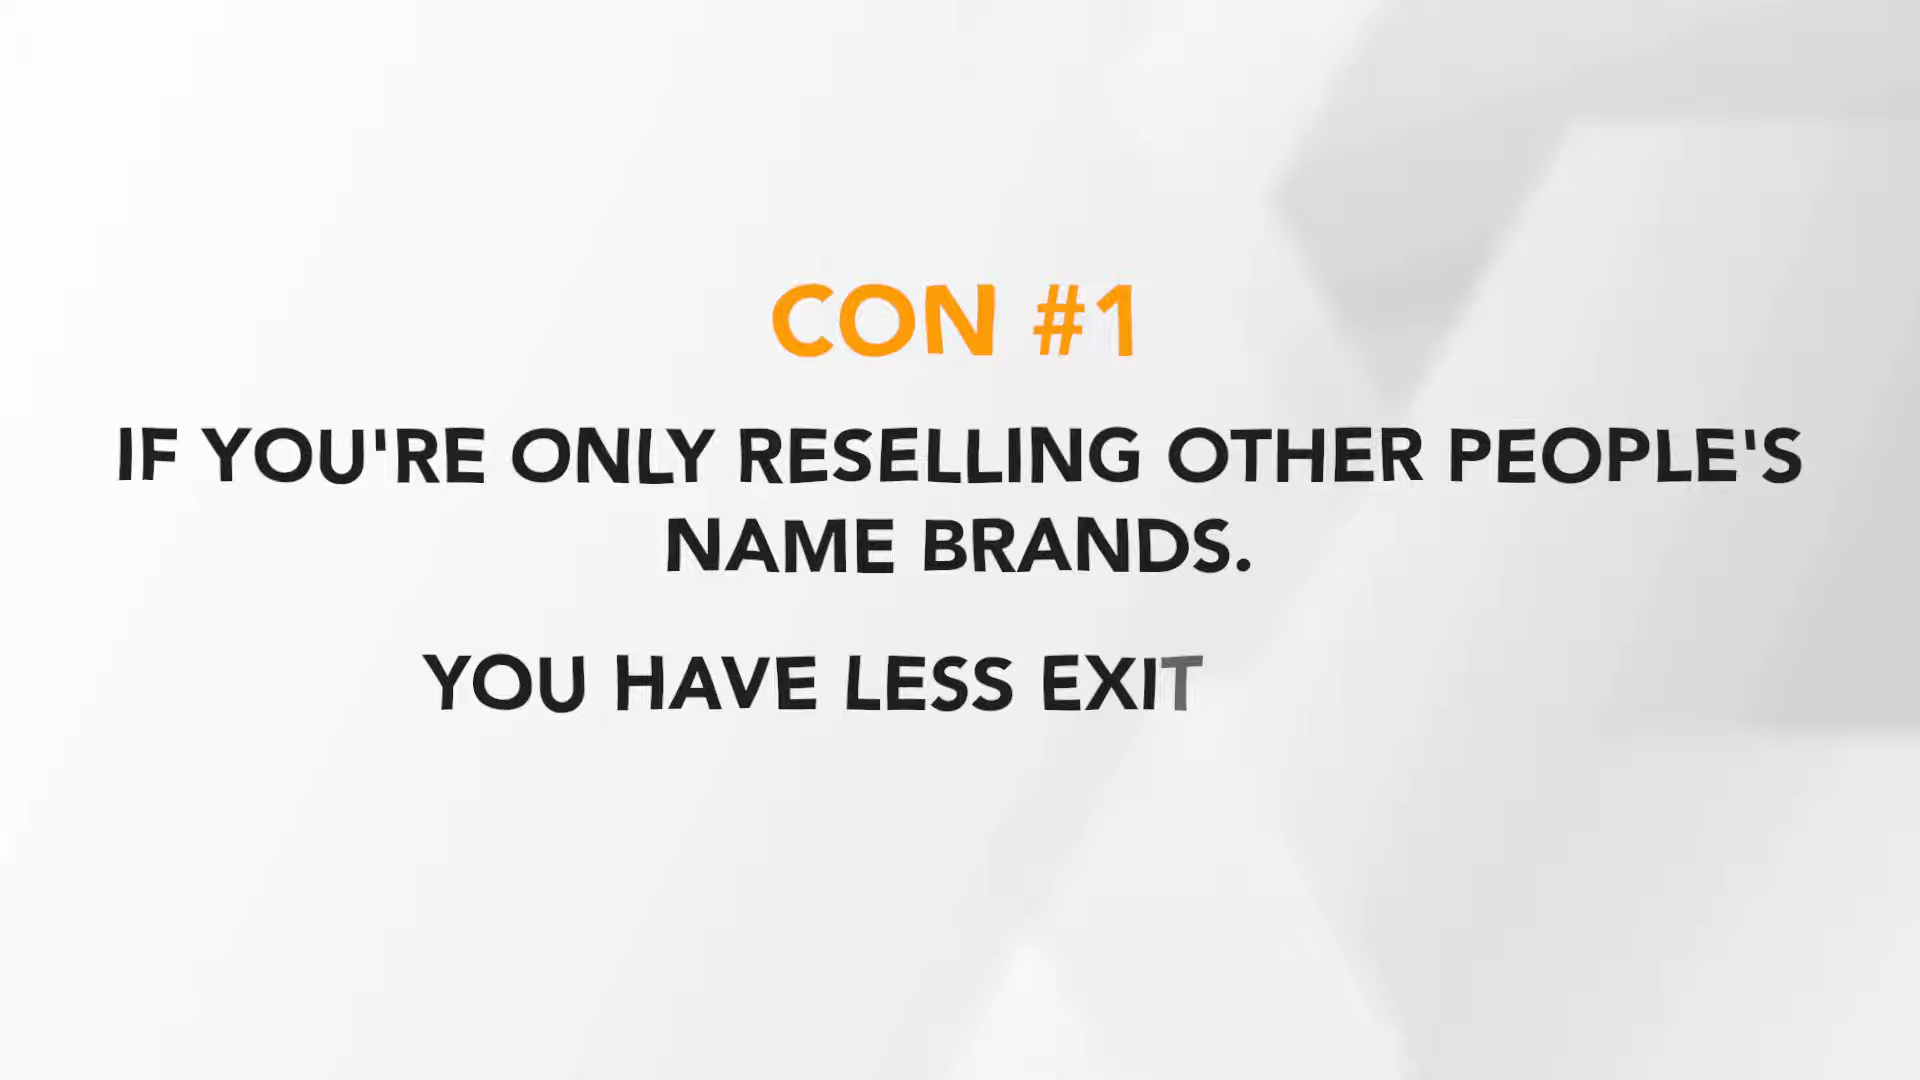 CON #1
IF YOU'RE ONLY RESELLING OTHER PEOPLE'S
NAME BRANDS.
YOU HAVE LESS EXIT